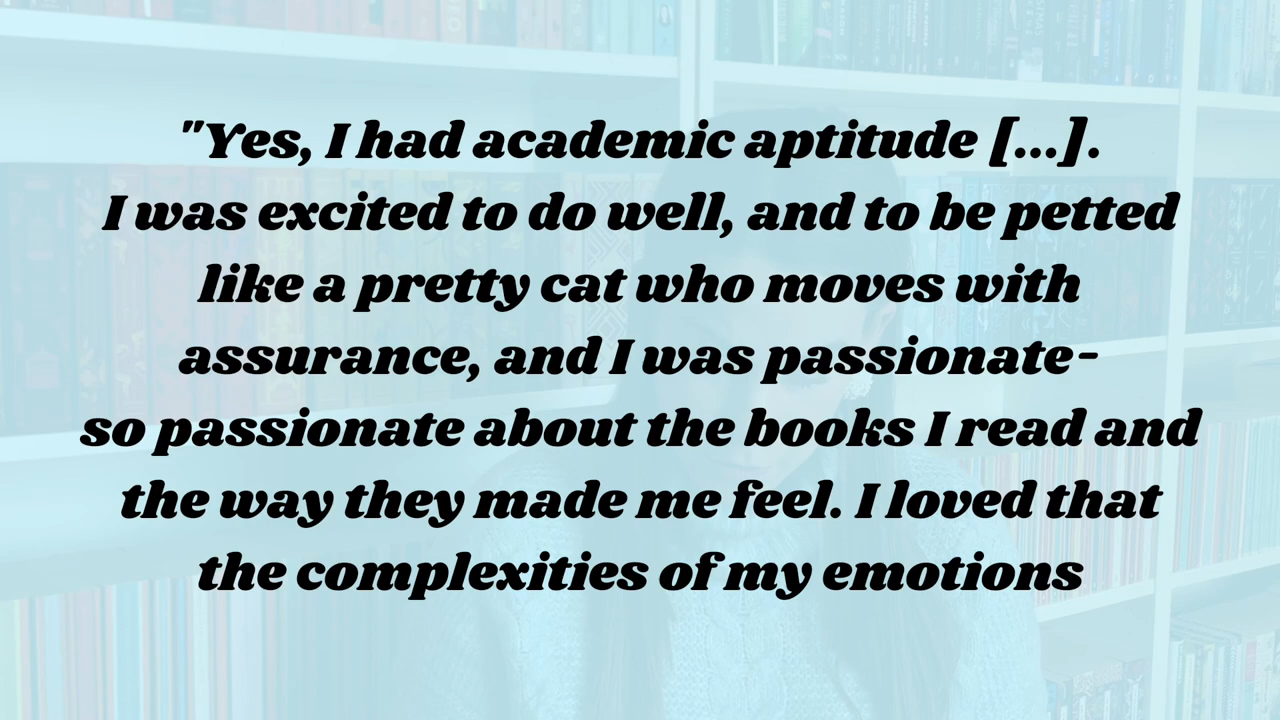 "Yes, I had academic aptitude [...].
I was excited to do well, and to be petted
like a pretty cat who moves with
assurance, and I was passionate-
so passionate about the books I read and
the way they made me feel. I loved that
the complexities of my emotions